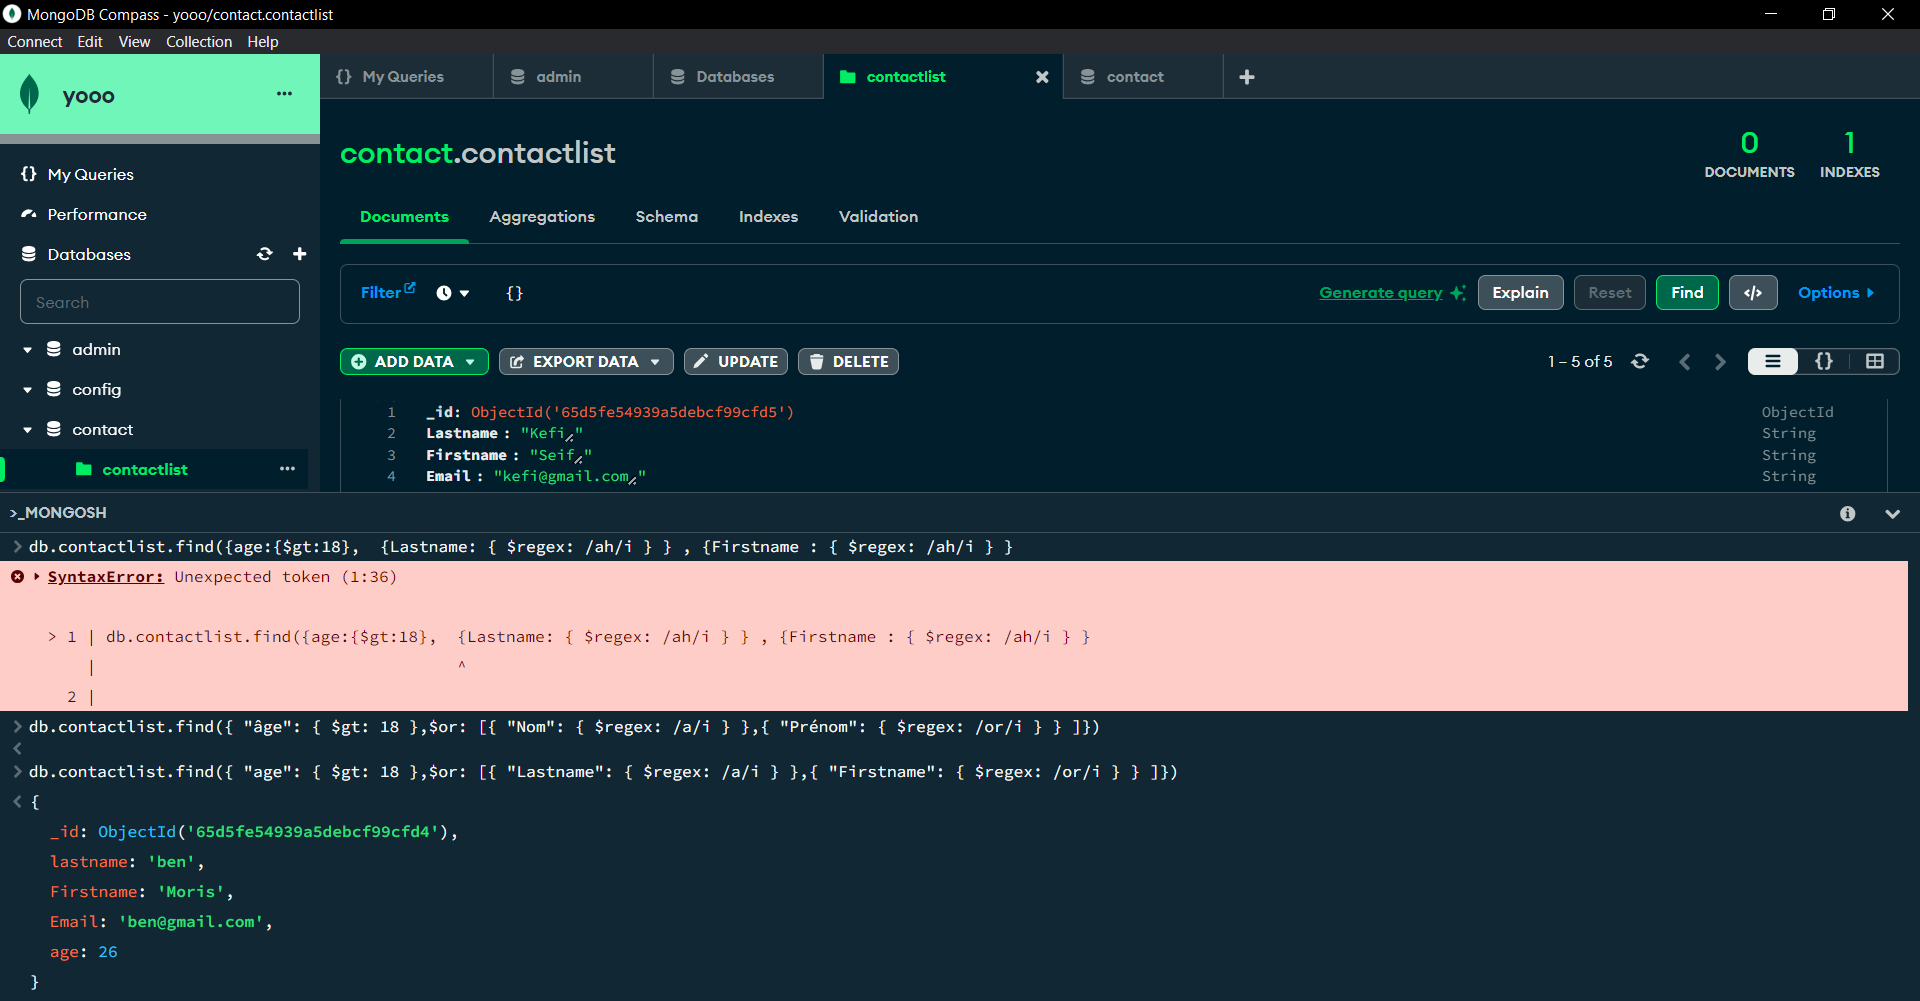 MongoDB Compass - yooo/contact.contactlist
Connect Edit View Collection Help
yooo
{} My Queries
admin
Databases
contactlist
contact
My Queries
Performance
Databases
Search
admin
config
contact
contactlist
contact.contactlist
0
DOCUMENTS
1
INDEXES
Documents Aggregations Schema Indexes Validation
Filter {} Generate query Explain Reset Find </> Options
ADD DATA EXPORT DATA UPDATE DELETE 1 – 5 of 5 {}
1 _id: ObjectId('65d5fe54939a5debcf99cfd5') ObjectId
2 Lastname : "Kefi" String
3 Firstname : "Seif" String
4 Email : "kefi@gmail.com" String
>_MONGOSH
> db.contactlist.find({age:{$gt:18},  {Lastname: { $regex: /ah/i } } , {Firstname : { $regex: /ah/i } }
SyntaxError: Unexpected token (1:36)
> 1 | db.contactlist.find({age:{$gt:18},  {Lastname: { $regex: /ah/i } } , {Firstname : { $regex: /ah/i } }
| ^
2 |
> db.contactlist.find({ "âge": { $gt: 18 },$or: [{ "Nom": { $regex: /a/i } },{ "Prénom": { $regex: /or/i } } ]})
<
> db.contactlist.find({ "age": { $gt: 18 },$or: [{ "Lastname": { $regex: /a/i } },{ "Firstname": { $regex: /or/i } } ]})
< {
_id: ObjectId('65d5fe54939a5debcf99cfd4'),
lastname: 'ben',
Firstname: 'Moris',
Email: 'ben@gmail.com',
age: 26
}